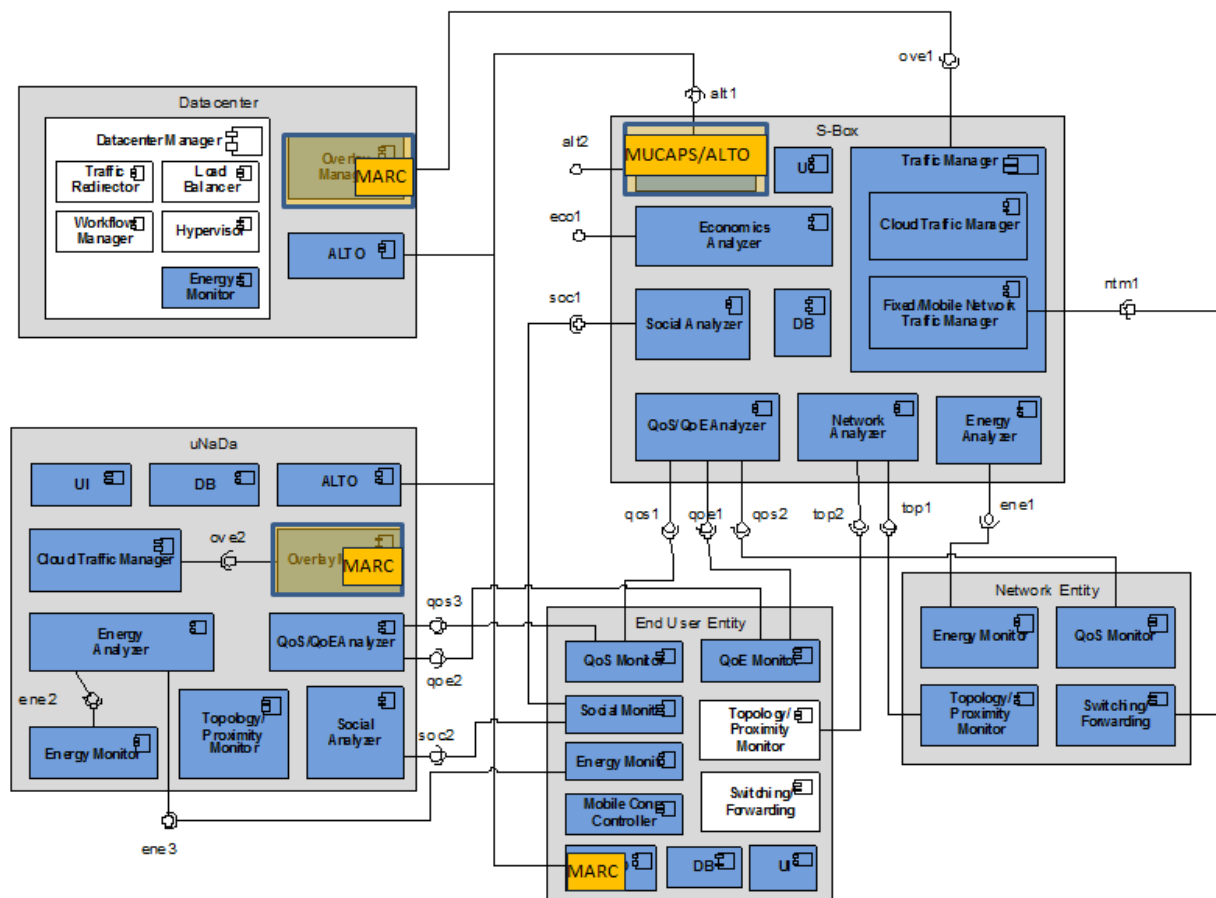 ove1
Datacenter
alt1
S-Box
Datacenter Manager
alt2
MUCAPS/ALTO
UI
Traffic Manager
Overlay
MARC
Traffic
Redirector
Load
Balancer
Cloud Traffic Manager
eco1
Economics
Analyzer
Workflow
Manager
Hypervisor
ALTO
Energy
Monitor
soc1
Social Analyzer
DB
Fixed/Mobile Network
Traffic Manager
ntm1
QoS/QoE Analyzer
Network
Analyzer
Energy
Analyzer
uNaDa
UI
DB
ALTO
qos1
qoe1
qos2
top2
top1
ene1
Cloud Traffic Manager
ove2
MARC
Network Entity
Energy Monitor
QoS Monitor
Topology/
Proximity
Monitor
Switching/
Forwarding
Energy
Analyzer
QoS/QoE Analyzer
qos3
qoe2
End User Entity
QoS Monitor
QoE Monitor
ene2
Energy Monitor
Topology/
Proximity
Monitor
Social
Analyzer
soc2
Social Monitor
Topology/
Proximity
Monitor
Energy Monitor
Switching/
Forwarding
Mobile
Controller
ene3
MARC
DB
UI